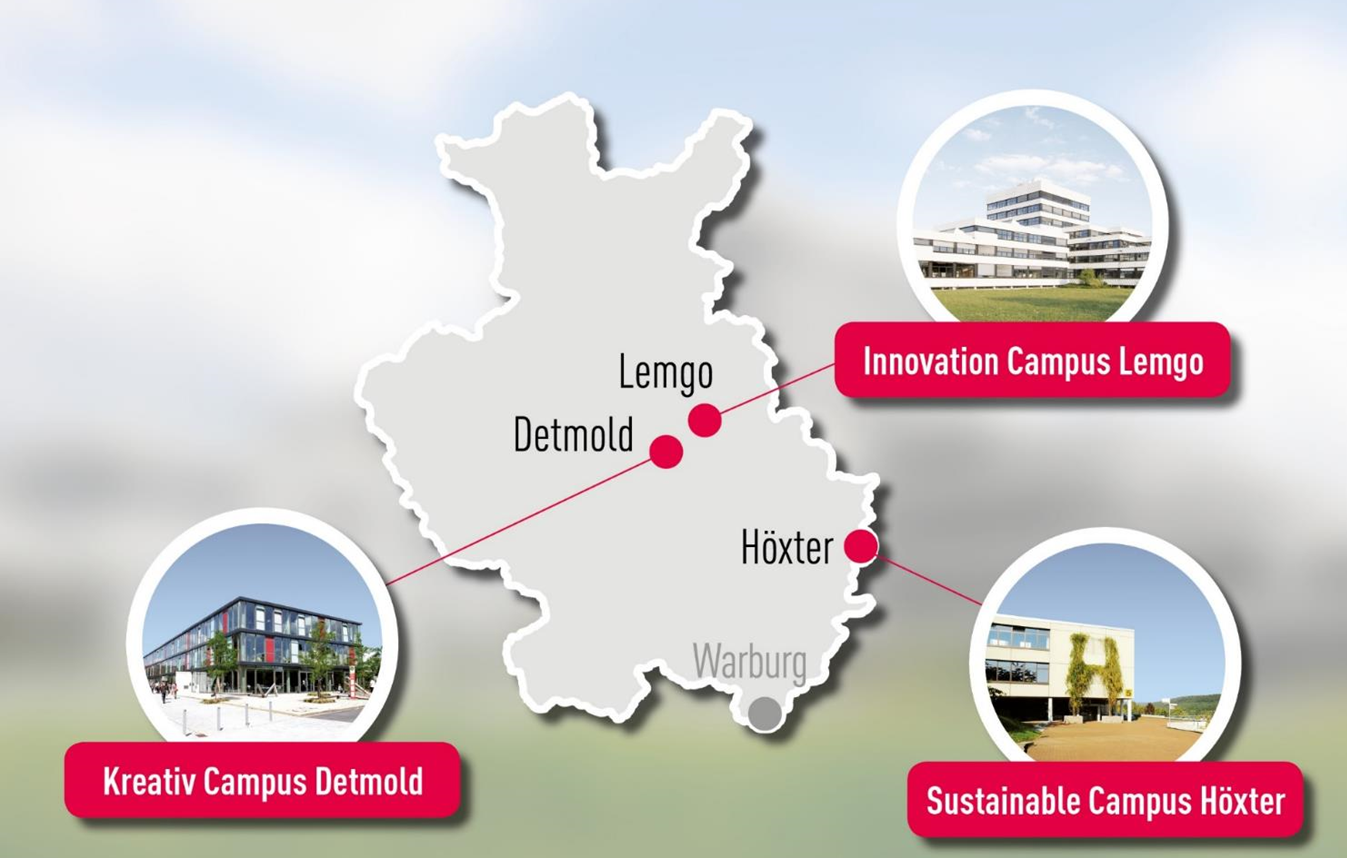 Lemgo
Innovation Campus Lemgo
Detmold
Höxter
Warburg
Kreativ Campus Detmold
Sustainable Campus Höxter